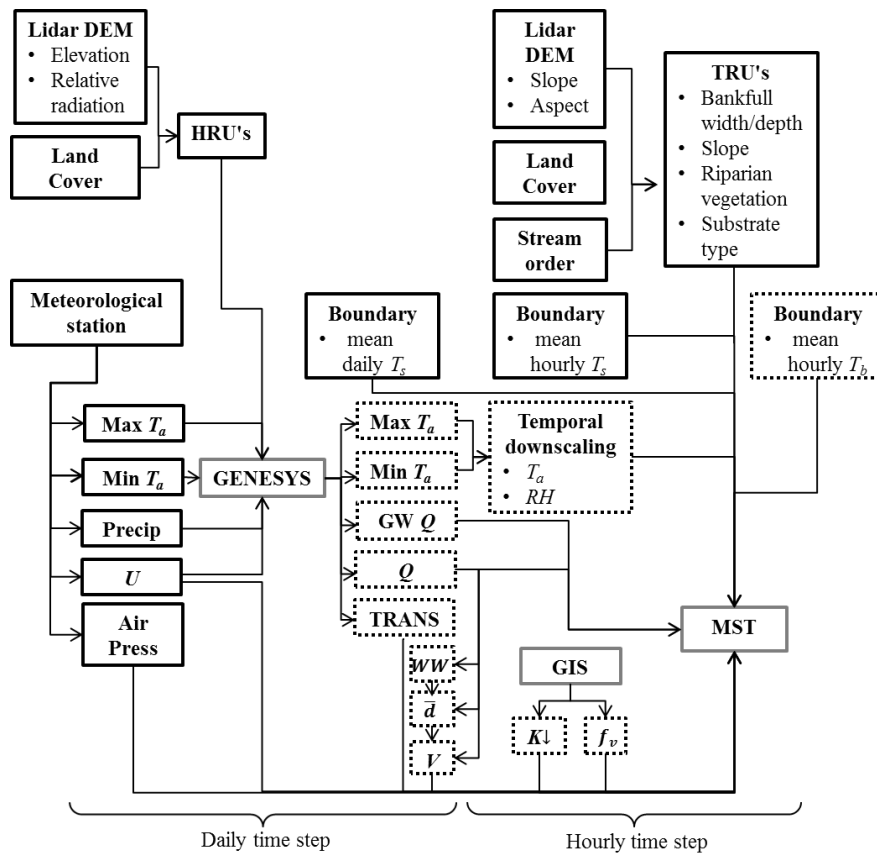 Lidar DEM
• Elevation
• Relative
radiation
Land
Cover
HRU's
Lidar
DEM
• Slope
• Aspect
Land
Cover
Stream
order
TRU's
• Bankfull
width/depth
• Slope
• Riparian
vegetation
• Substrate
type
Meteorological
station
Boundary
• mean
daily Tₛ
Boundary
• mean
hourly Tₛ
Boundary
• mean
hourly T_b
Max Tₐ
Min Tₐ
Precip
U
Air
Press
GENESYS
Max Tₐ
Min Tₐ
GW Q
Q
TRANS
Temporal
downscaling
• Tₐ
• RH
WW
d̅
V
GIS
K↓
fᵥ
MST
Daily time step
Hourly time step